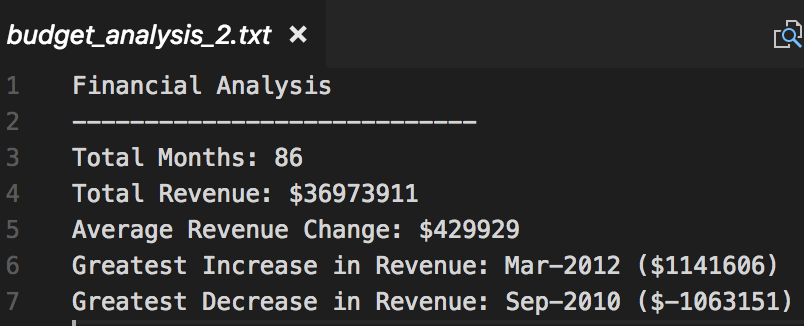 budget_analysis_2.txt ×
1 Financial Analysis
2 ----------------------------
3 Total Months: 86
4 Total Revenue: $36973911
5 Average Revenue Change: $429929
6 Greatest Increase in Revenue: Mar-2012 ($1141606)
7 Greatest Decrease in Revenue: Sep-2010 ($-1063151)